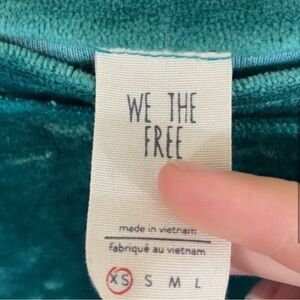 WE THE
FREE
made in vietnam
fabriqué au vietnam
XS S M L